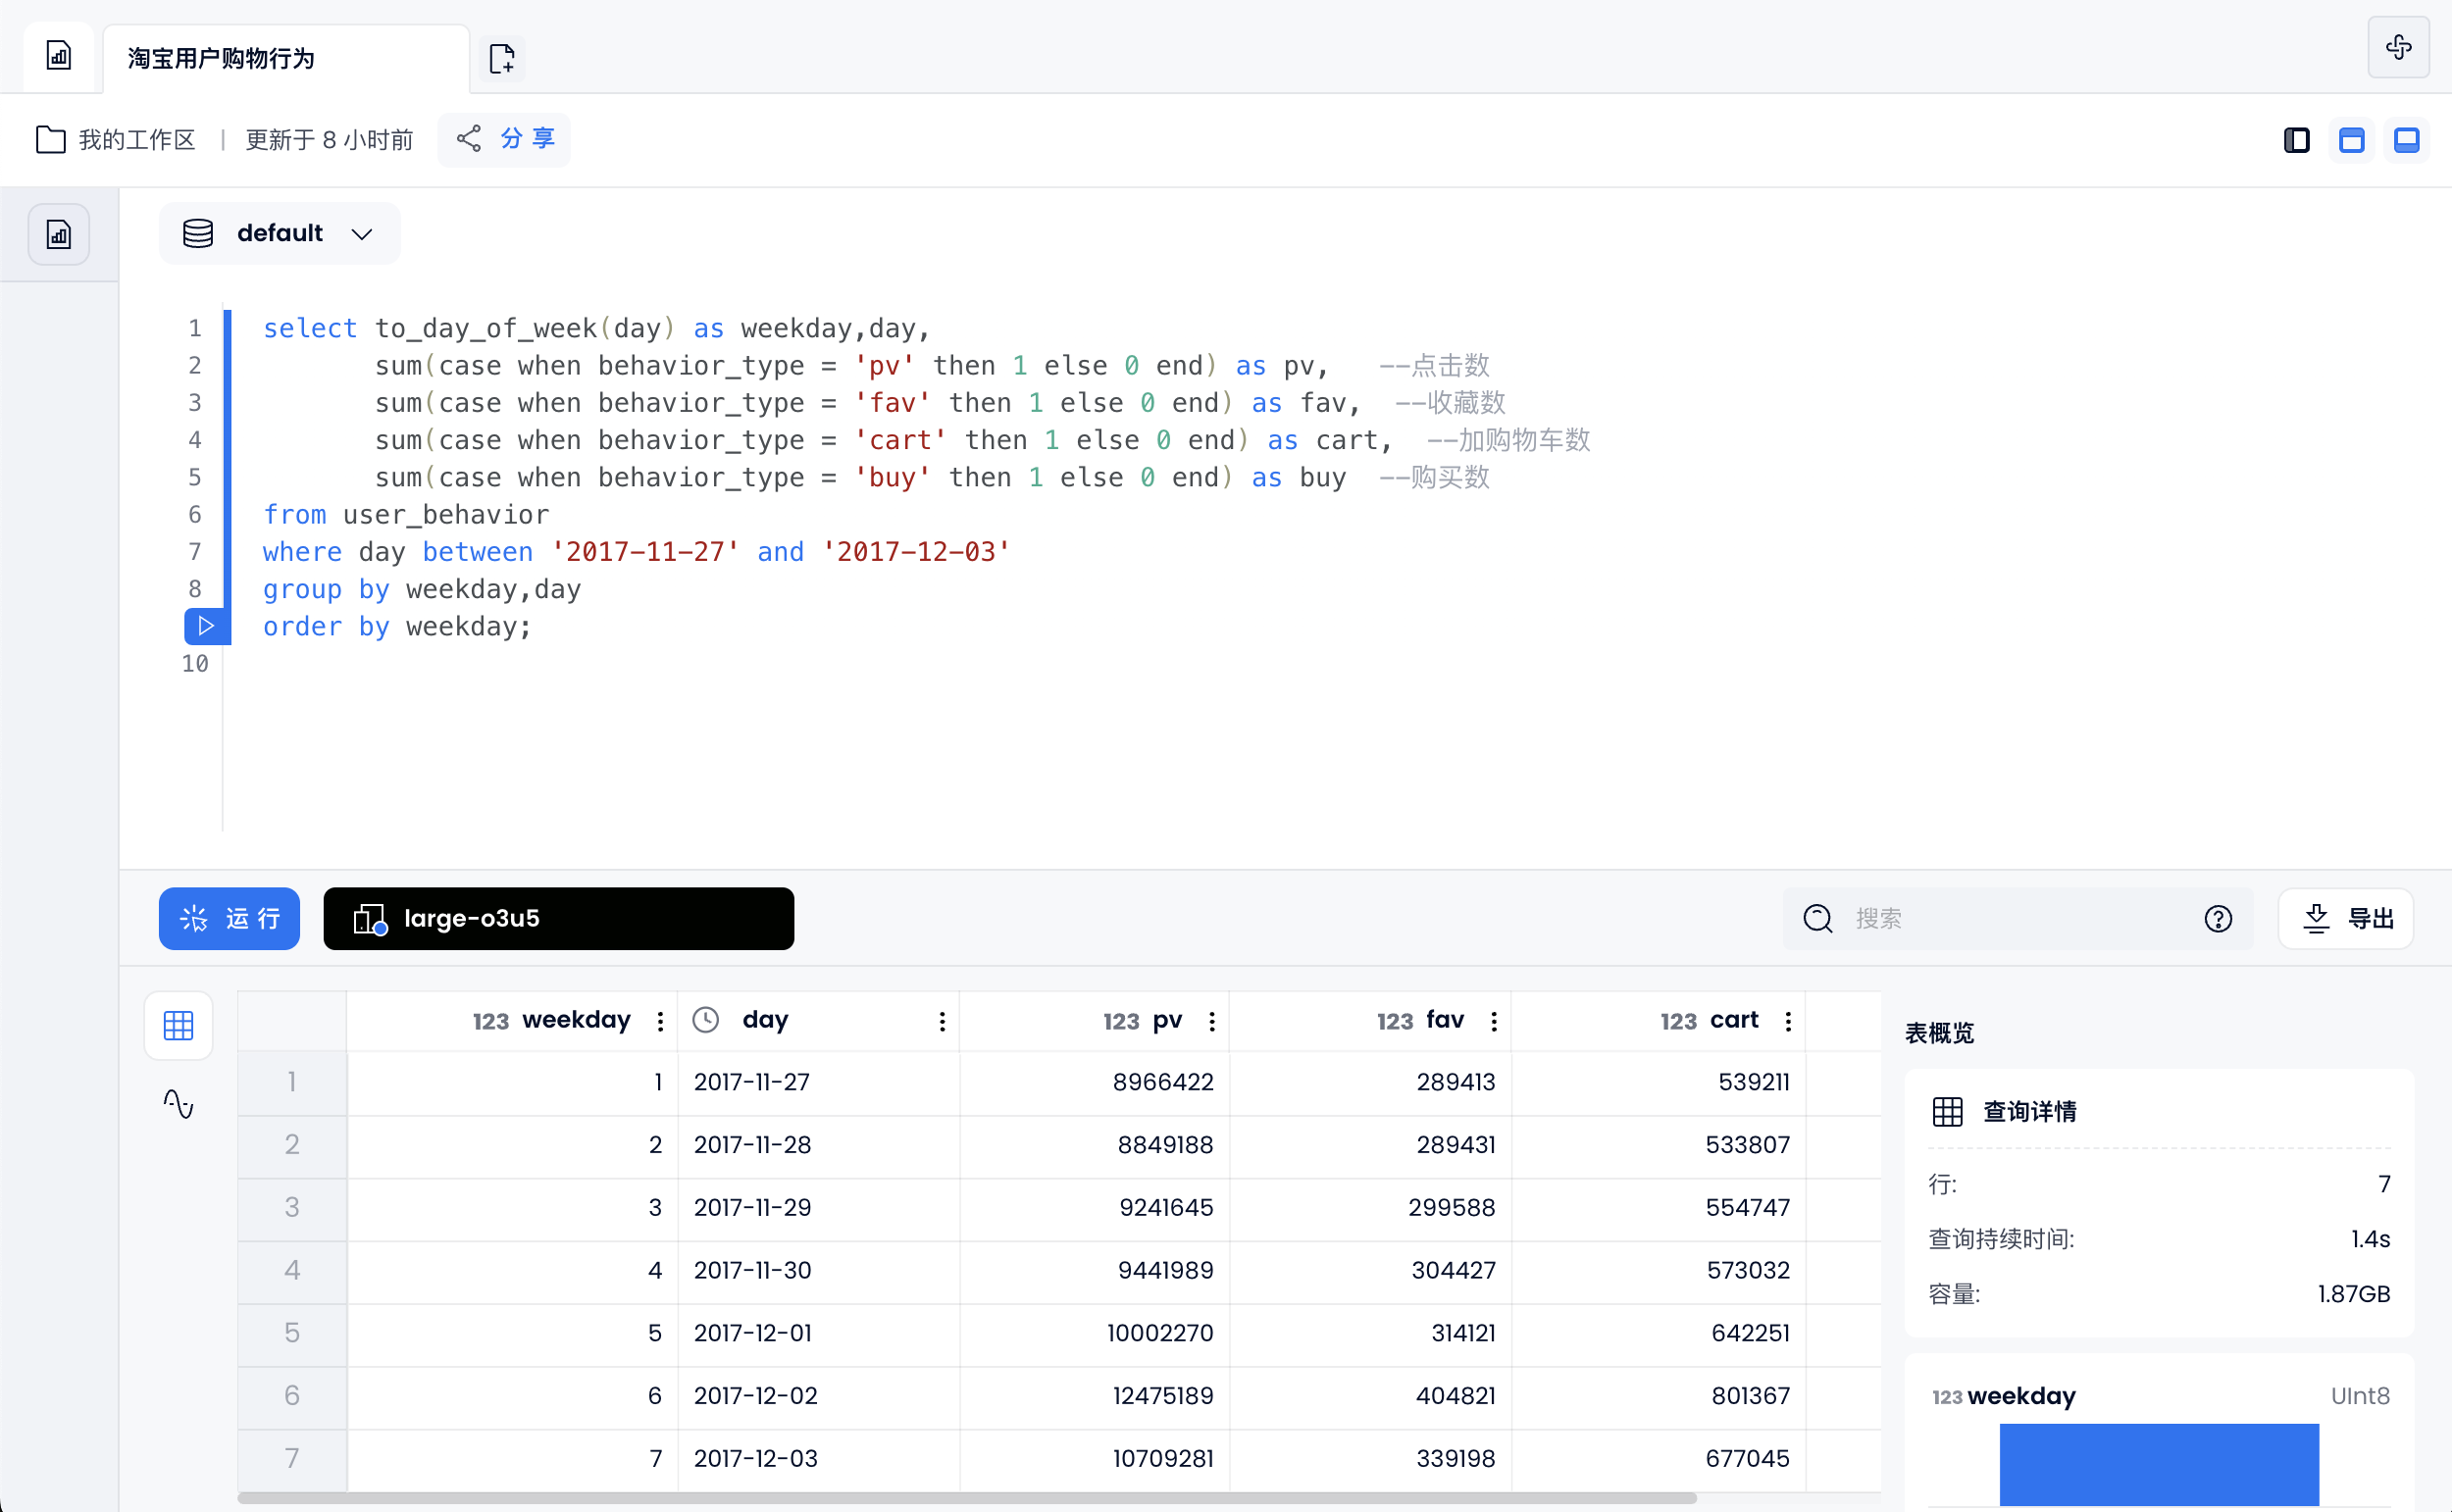 淘宝用户购物行为
我的工作区 | 更新于 8 小时前 分 享
default
1 select to_day_of_week(day) as weekday,day,
2 sum(case when behavior_type = 'pv' then 1 else 0 end) as pv, --点击数
3 sum(case when behavior_type = 'fav' then 1 else 0 end) as fav, --收藏数
4 sum(case when behavior_type = 'cart' then 1 else 0 end) as cart, --加购物车数
5 sum(case when behavior_type = 'buy' then 1 else 0 end) as buy --购买数
6 from user_behavior
7 where day between '2017-11-27' and '2017-12-03'
8 group by weekday,day
order by weekday;
10
运 行 large-o3u5 搜索 导出
123 weekday day 123 pv 123 fav 123 cart
1 1 2017-11-27 8966422 289413 539211
2 2 2017-11-28 8849188 289431 533807
3 3 2017-11-29 9241645 299588 554747
4 4 2017-11-30 9441989 304427 573032
5 5 2017-12-01 10002270 314121 642251
6 6 2017-12-02 12475189 404821 801367
7 7 2017-12-03 10709281 339198 677045
表概览
查询详情
行: 7
查询持续时间: 1.4s
容量: 1.87GB
123 weekday UInt8